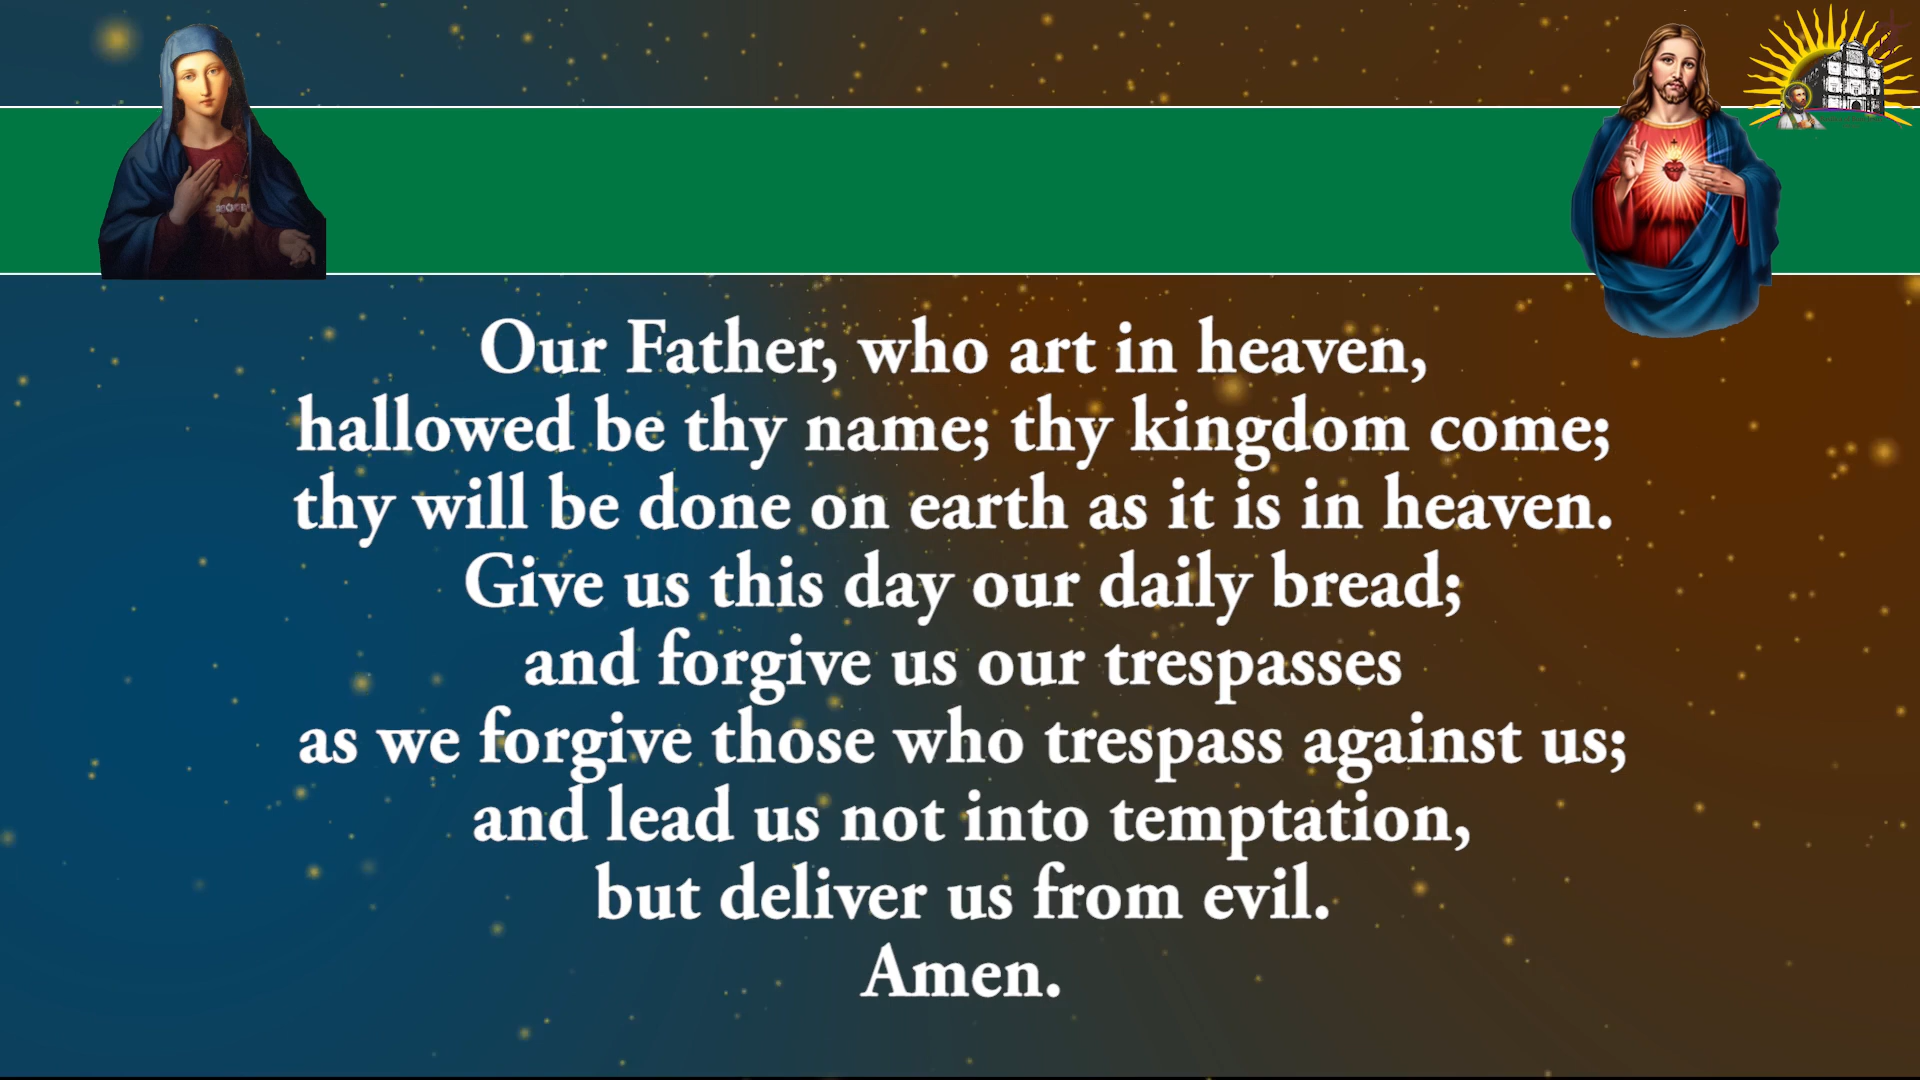 Our Father, who art in heaven,
hallowed be thy name; thy kingdom come;
thy will be done on earth as it is in heaven.
Give us this day our daily bread;
and forgive us our trespasses
as we forgive those who trespass against us;
and lead us not into temptation,
but deliver us from evil.
Amen.